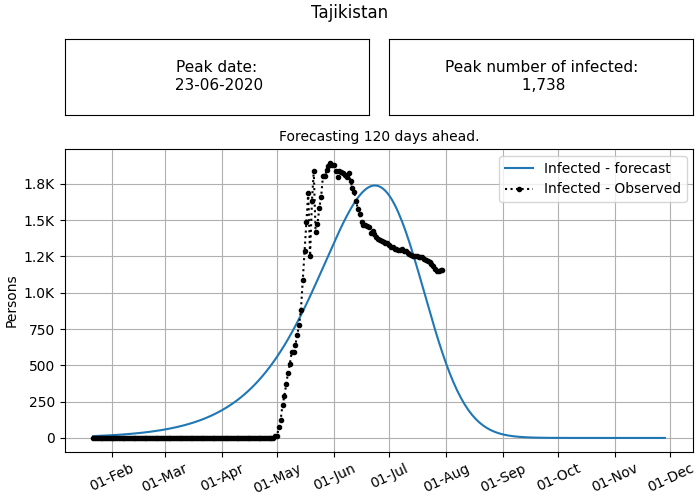 Tajikistan
Peak date:
23-06-2020
Peak number of infected:
1,738
Forecasting 120 days ahead.
Infected - forecast
Infected - Observed
Persons
1.8K
1.5K
1.2K
1.0K
750
500
250
0
01-Feb
01-Mar
01-Apr
01-May
01-Jun
01-Jul
01-Aug
01-Sep
01-Oct
01-Nov
01-Dec